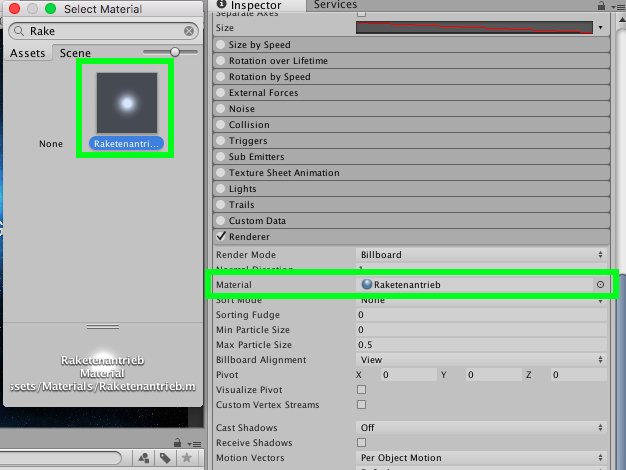 Select Material
Rake
Assets
Scene
None
Raketenantri...
Raketenantrieb
Material
ssets/Materials/Raketenantrieb.m
Inspector
Services
Separate Axes
Size
Size by Speed
Rotation over Lifetime
Rotation by Speed
External Forces
Noise
Collision
Triggers
Sub Emitters
Texture Sheet Animation
Lights
Trails
Custom Data
Renderer
Render Mode Billboard
Normal Direction 1
Material Raketenantrieb
Sort Mode None
Sorting Fudge 0
Min Particle Size 0
Max Particle Size 0.5
Billboard Alignment View
Pivot X 0 Y 0 Z 0
Visualize Pivot
Custom Vertex Streams
Cast Shadows Off
Receive Shadows
Motion Vectors Per Object Motion